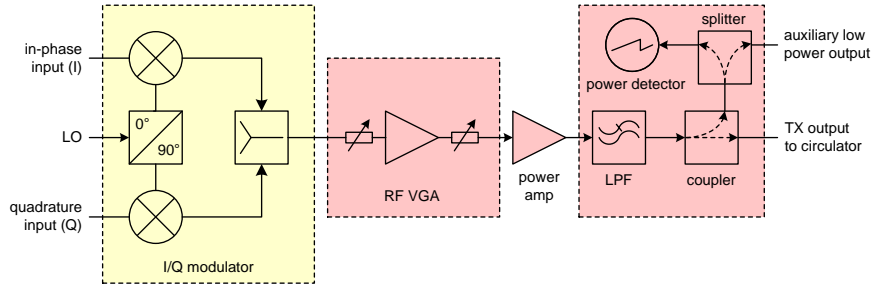 in-phase
input (I)
LO
quadrature
input (Q)
0°
90°
I/Q modulator
RF VGA
power
amp
splitter
power detector
LPF
coupler
auxiliary low
power output
TX output
to circulator